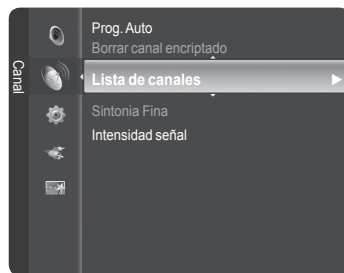 Canal
Prog. Auto
Borrar canal encriptado
Lista de canales
Sintonia Fina
Intensidad señal